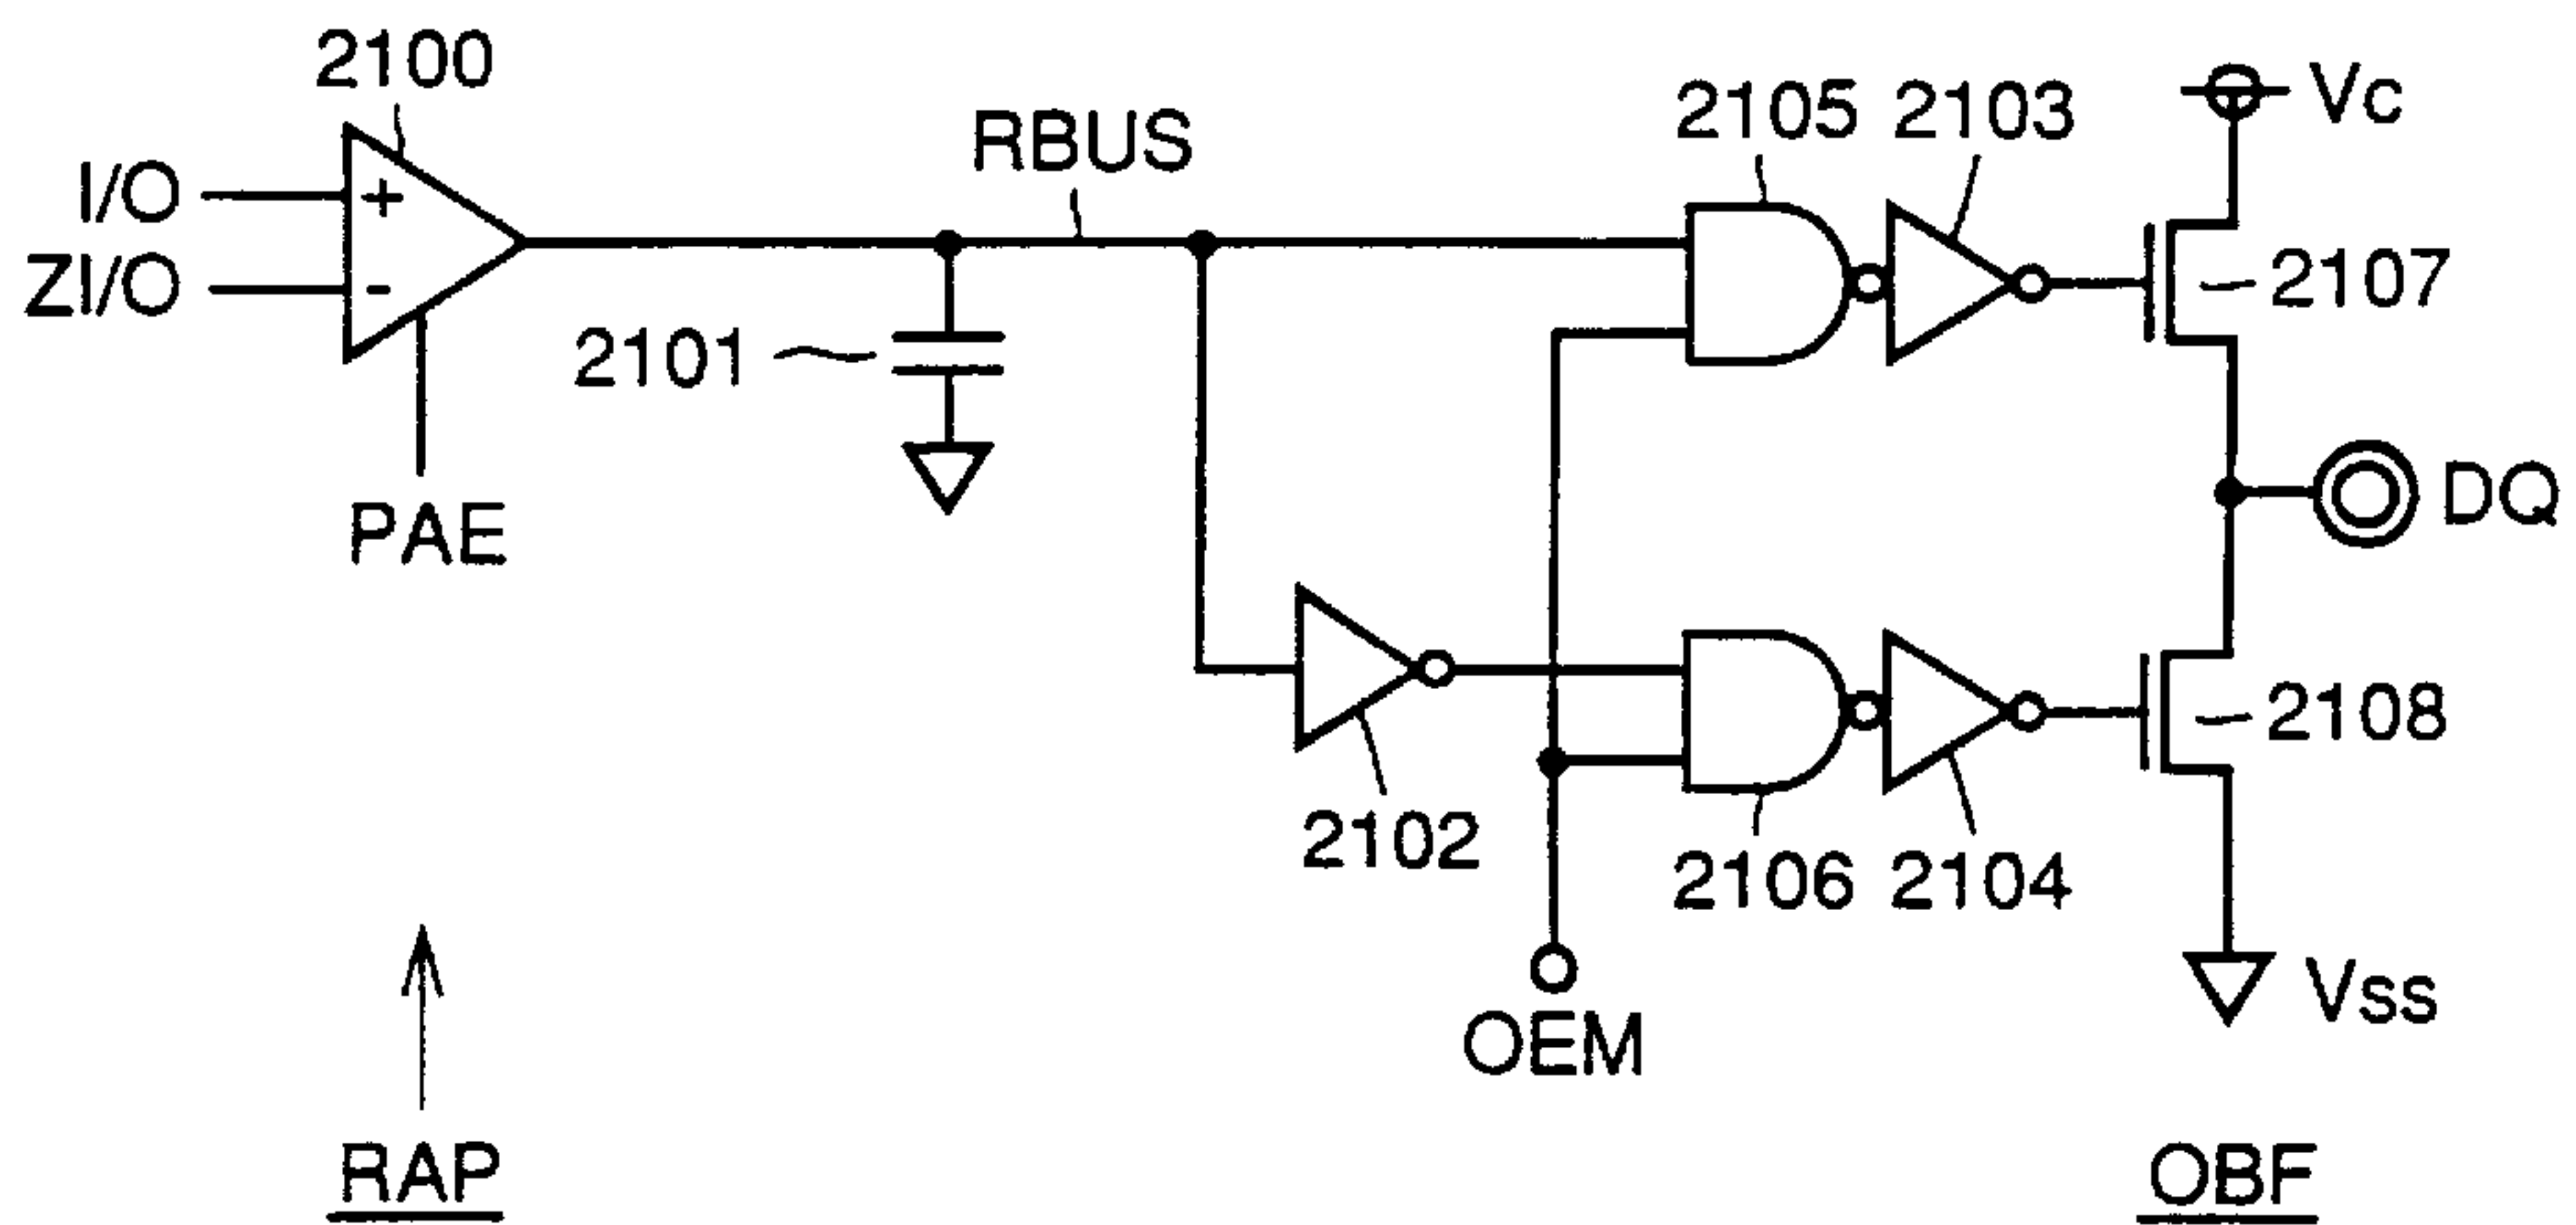 2100
I/O
+
ZI/O
-
PAE
RAP
RBUS
2101
2102
OEM
2105
2103
2106
2104
Vc
2107
DQ
2108
Vss
OBF